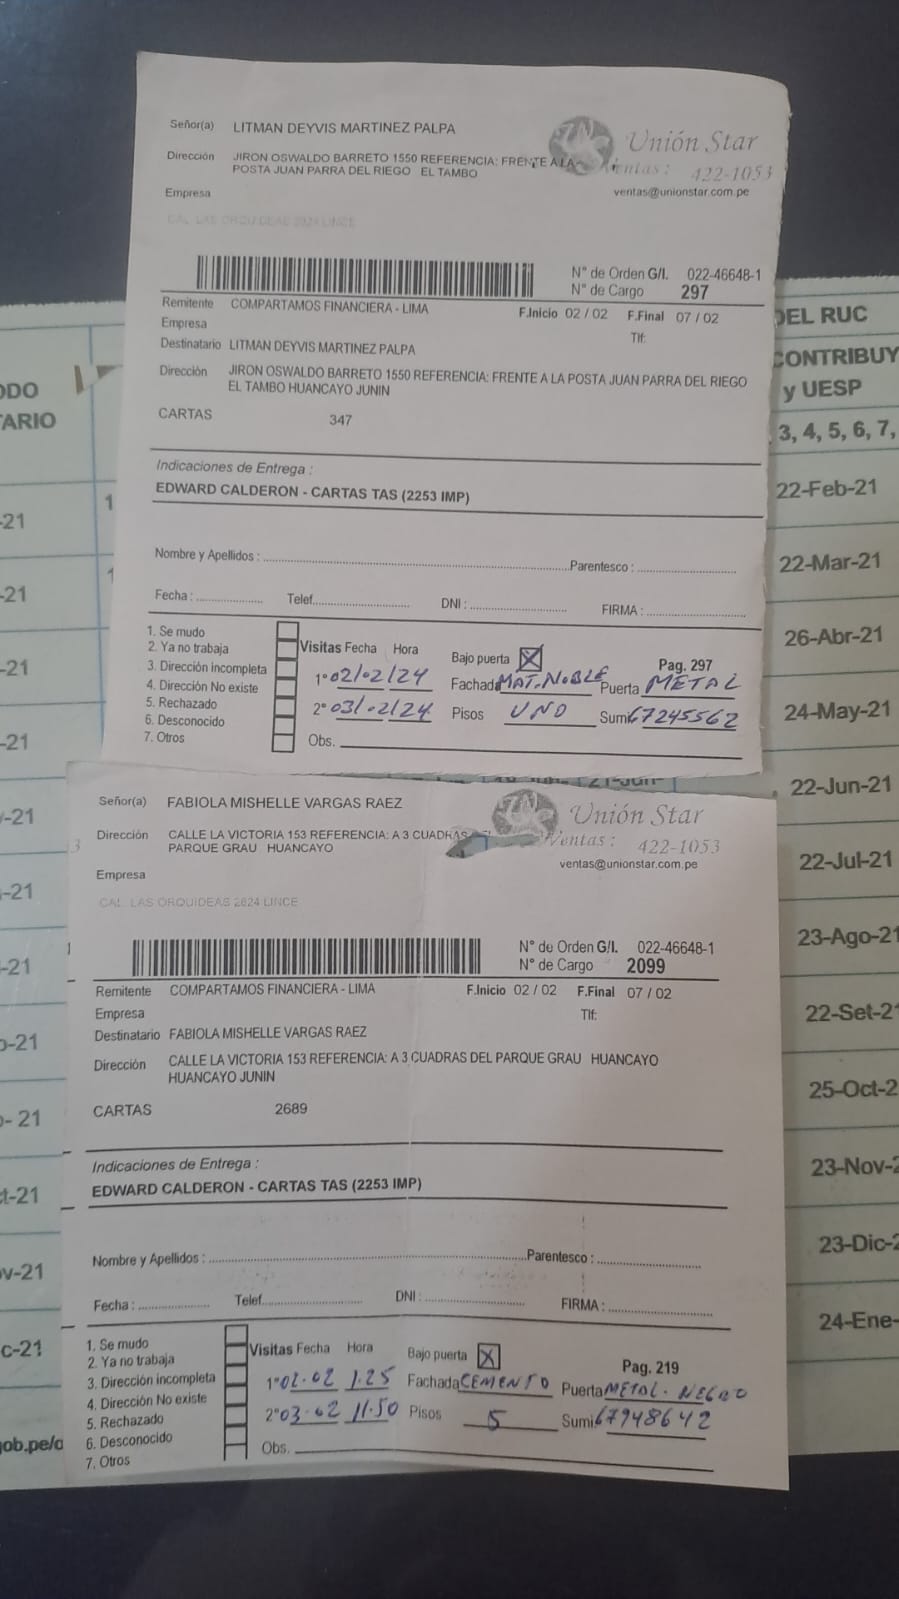 Señor(a) LITMAN DEYVIS MARTINEZ PALPA
Unión Star
Dirección JIRON OSWALDO BARRETO 1550 REFERENCIA: FRENTE A LA
Ventas: 422-1053
POSTA JUAN PARRA DEL RIEGO EL TAMBO
ventas@unionstar.com.pe
Empresa
CAL. LAS ORQUIDEAS 2624 LINCE
N° de Orden G/I. 022-46648-1
N° de Cargo 297
Remitente COMPARTAMOS FINANCIERA - LIMA F.Inicio 02 / 02 F.Final 07 / 02
Empresa Tlf:
Destinatario LITMAN DEYVIS MARTINEZ PALPA
Dirección JIRON OSWALDO BARRETO 1550 REFERENCIA: FRENTE A LA POSTA JUAN PARRA DEL RIEGO
EL TAMBO HUANCAYO JUNIN
CARTAS 347
Indicaciones de Entrega :
EDWARD CALDERON - CARTAS TAS (2253 IMP)
Nombre y Apellidos : Parentesco :
Fecha : Telef. DNI : FIRMA :
1. Se mudo
2. Ya no trabaja Visitas Fecha Hora Bajo puerta X Pag. 297
3. Dirección incompleta 1° 02/02/24 Fachada MAT. NOBLE Puerta METAL
4. Dirección No existe
5. Rechazado 2° 03/02/24 Pisos UNO Sumi 67245562
6. Desconocido
7. Otros Obs.
Señor(a) FABIOLA MISHELLE VARGAS RAEZ
Unión Star
Dirección CALLE LA VICTORIA 153 REFERENCIA: A 3 CUADRAS
Ventas: 422-1053
PARQUE GRAU HUANCAYO
ventas@unionstar.com.pe
Empresa
CAL. LAS ORQUIDEAS 2624 LINCE
N° de Orden G/I. 022-46648-1
N° de Cargo 2099
Remitente COMPARTAMOS FINANCIERA - LIMA F.Inicio 02 / 02 F.Final 07 / 02
Empresa Tlf:
Destinatario FABIOLA MISHELLE VARGAS RAEZ
Dirección CALLE LA VICTORIA 153 REFERENCIA: A 3 CUADRAS DEL PARQUE GRAU HUANCAYO
HUANCAYO JUNIN
CARTAS 2689
Indicaciones de Entrega :
EDWARD CALDERON - CARTAS TAS (2253 IMP)
Nombre y Apellidos : Parentesco :
Fecha : Telef. DNI : FIRMA :
1. Se mudo Visitas Fecha Hora Bajo puerta X Pag. 219
2. Ya no trabaja
3. Dirección incompleta 1° 02-02 1.25 Fachada CEMENTO Puerta METAL. NEGRO
4. Dirección No existe
5. Rechazado 2° 03-02 11.50 Pisos 5 Sumi 67948642
6. Desconocido Obs.
7. Otros
DEL RUC
CONTRIBUY
y UESP
3, 4, 5, 6, 7,
22-Feb-21
22-Mar-21
26-Abr-21
24-May-21
22-Jun-21
22-Jul-21
23-Ago-21
22-Set-21
25-Oct-2
23-Nov-2
23-Dic-2
24-Ene-